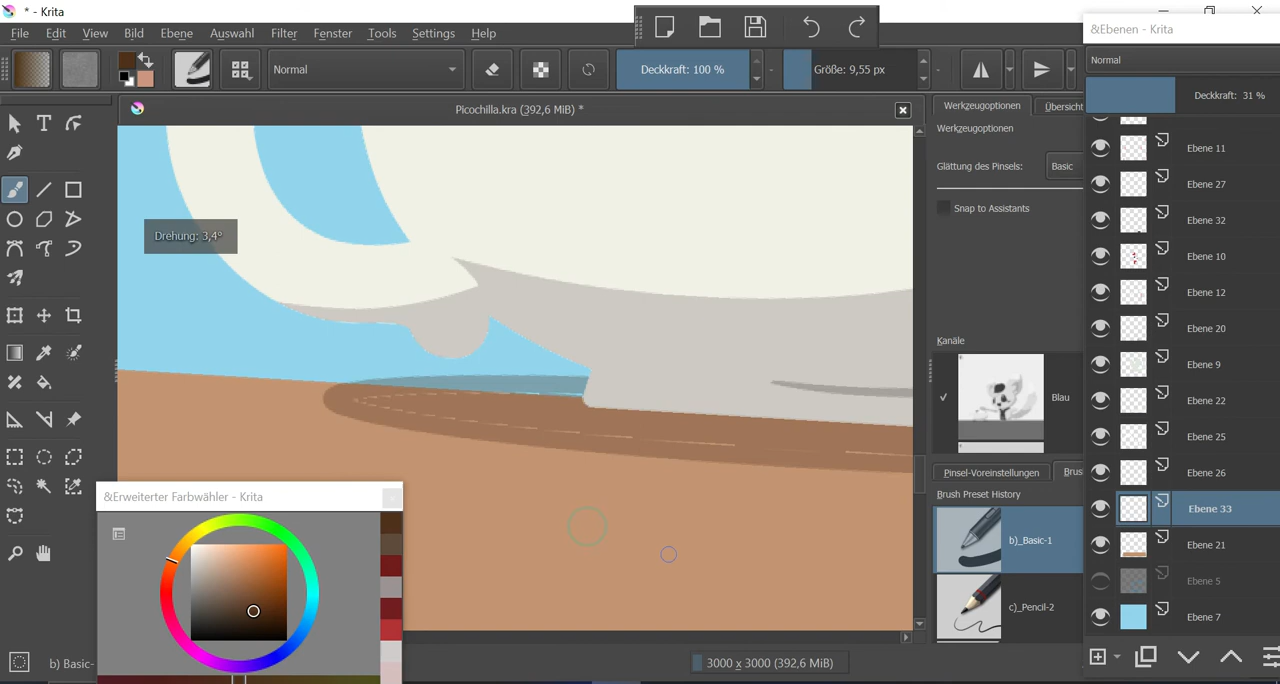 * - Krita
File Edit View Bild Ebene Auswahl Filter Fenster Tools Settings Help
&Ebenen - Krita
Normal
Normal
Deckkraft: 100 %
Größe: 9,55 px
Deckkraft: 31 %
Picochilla.kra (392,6 MiB) *
Werkzeugoptionen
Übersicht
Werkzeugoptionen
Glättung des Pinsels: Basic
Snap to Assistants
Drehung: 3,4°
Kanäle
Blau
Pinsel-Voreinstellungen
Brus
Brush Preset History
b)_Basic-1
c)_Pencil-2
Ebene 11
Ebene 27
Ebene 32
Ebene 10
Ebene 12
Ebene 20
Ebene 9
Ebene 22
Ebene 25
Ebene 26
Ebene 33
Ebene 21
Ebene 5
Ebene 7
&Erweiterter Farbwähler - Krita
b) Basic-
3000 x 3000 (392,6 MiB)